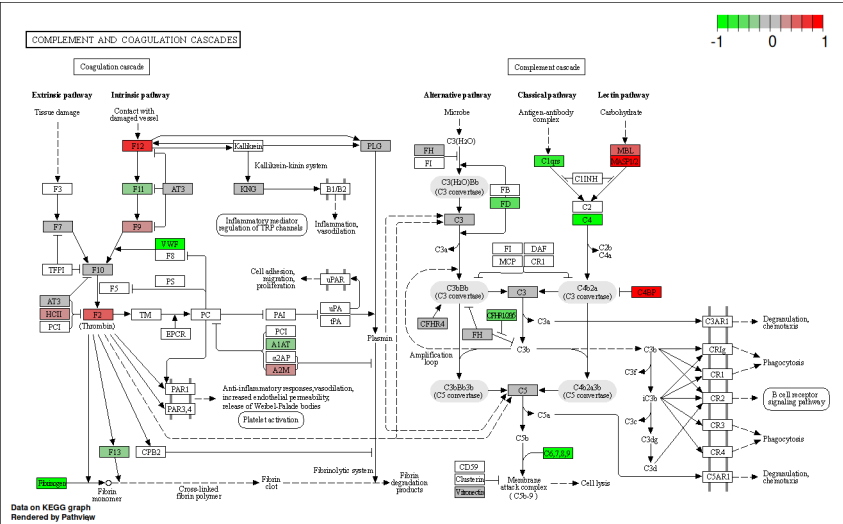 COMPLEMENT AND COAGULATION CASCADES
-1 0 1
Coagulation cascade
Complement cascade
Extrinsic pathway
Intrinsic pathway
Alternative pathway
Classical pathway
Lectin pathway
Tissue damage
Contact with
damaged vessel
Microbe
Antigen-antibody
complex
Carbohydrate
F12
Kallikrein
PLG
Kallikrein-kinin system
F3
F11
AT3
KNG
B1/B2
F7
F9
Inflammatory mediator
regulation of TRP channels
Inflammation,
vasodilation
VWF
F8
TFPI
F10
F5
PS
Cell adhesion,
migration,
proliferation
uPAR
AT3
HCII
PCI
F2
(Thrombin)
TM
PC
EPCR
PAI
uPA
tPA
PCI
A1AT
α2AP
A2M
Plasmin
PAR1
PAR3,4
Anti-inflammatory responses, vasodilation,
increased endothelial permeability,
release of Weibel-Palade bodies
Platelet activation
F13
CPB2
Fibrinolytic system
Fibrinogen
Fibrin
monomer
Cross-linked
fibrin polymer
Fibrin
clot
Fibrin
degradation
products
C3(H2O)
FH
FI
C3(H2O)Bb
(C3 convertase)
FB
FD
C3
C3a
C1qrs
MBL
MASP1/2
C1INH
C2
C4
C2b
C4a
FI
DAF
MCP
CR1
C3bBb
(C3 convertase)
C3
C4b2a
(C3 convertase)
C4BP
CFHR4
FH
C3a
C3b
Amplification
loop
C3bBb3b
(C5 convertase)
C5
C4b2a3b
(C5 convertase)
C5a
C5b
C6,7,8,9
CD59
Clusterin
Vitronectin
Membrane
attack complex
(C5b-9)
Cell lysis
C3b
C3f
iC3b
C3c
C3dg
C3d
C3AR1
CRIg
CR1
CR2
CR3
CR4
C5AR1
Degranulation,
chemotaxis
Phagocytosis
B cell receptor
signaling pathway
Phagocytosis
Degranulation,
chemotaxis
Data on KEGG graph
Rendered by Pathview